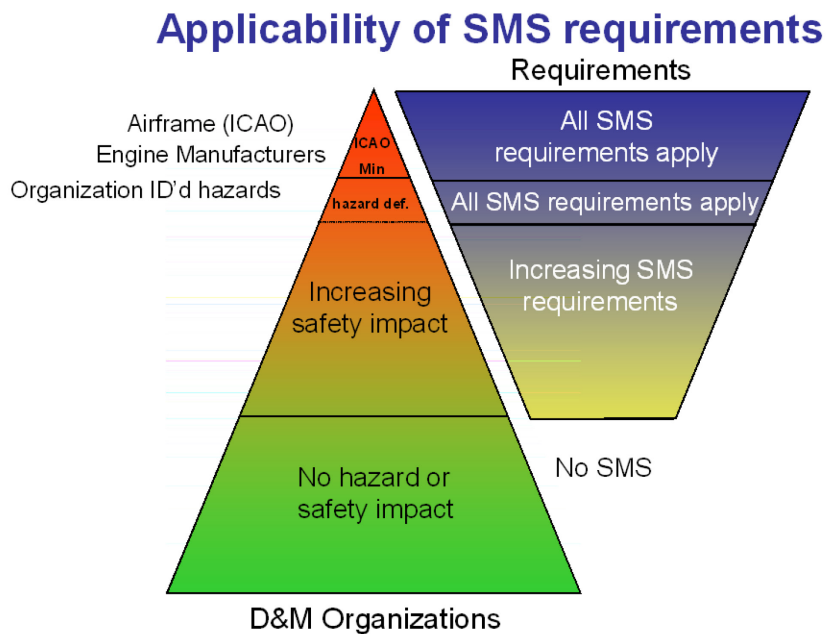 Applicability of SMS requirements
Requirements
Airframe (ICAO)
Engine Manufacturers
Organization ID'd hazards
ICAO
Min
hazard def.
Increasing
safety impact
No hazard or
safety impact
All SMS
requirements apply
All SMS requirements apply
Increasing SMS
requirements
No SMS
D&M Organizations